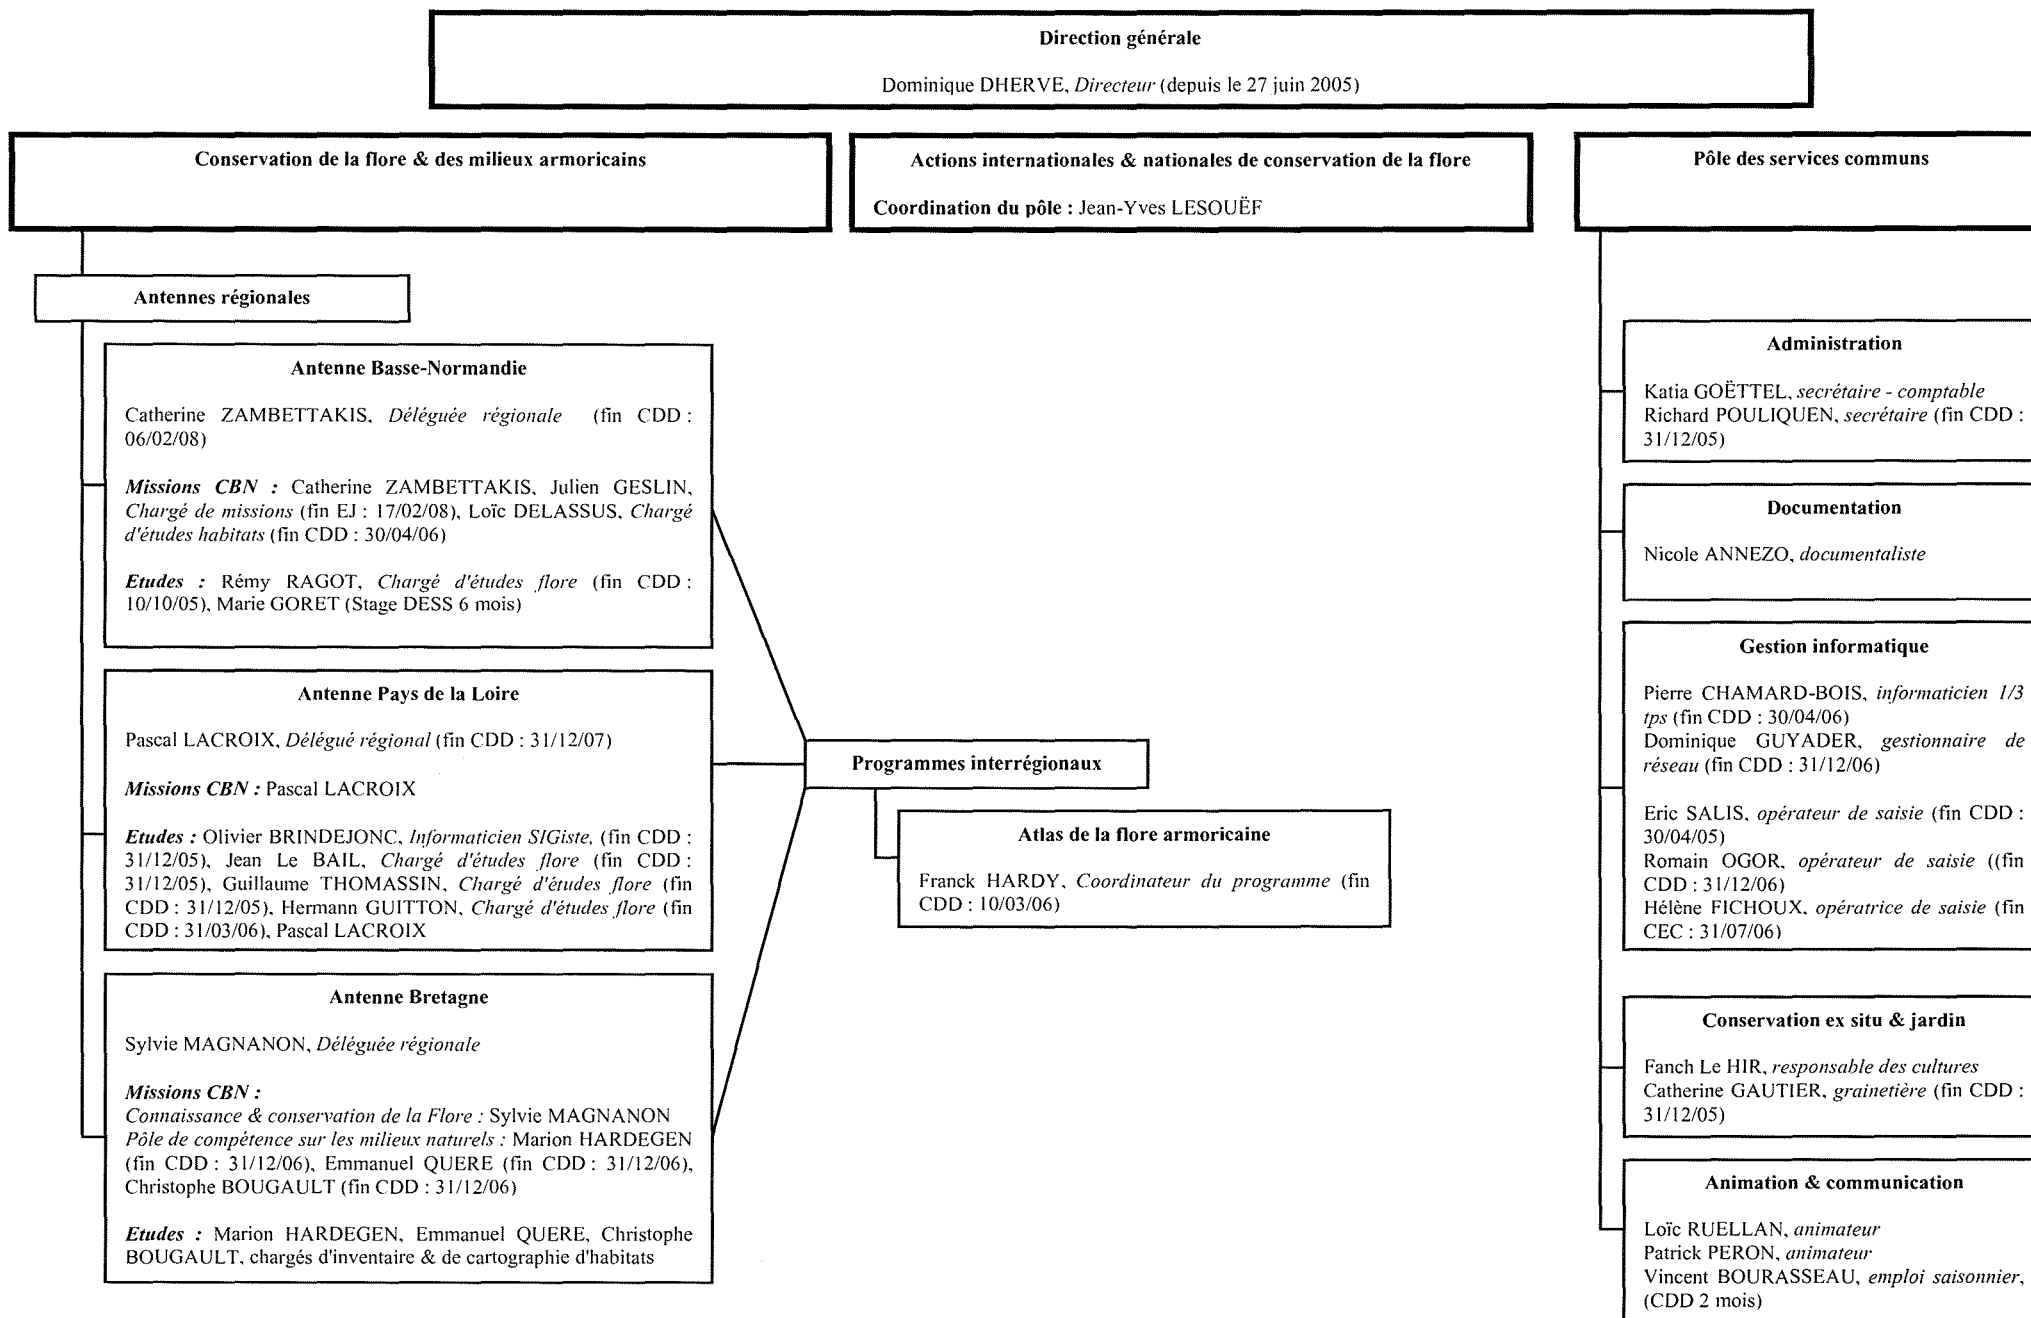 Direction générale
Dominique DHERVE, Directeur (depuis le 27 juin 2005)
Conservation de la flore & des milieux armoricains
Actions internationales & nationales de conservation de la flore
Coordination du pôle : Jean-Yves LESOUËF
Pôle des services communs
Antennes régionales
Antenne Basse-Normandie
Catherine ZAMBETTAKIS, Déléguée régionale (fin CDD :
06/02/08)
Missions CBN : Catherine ZAMBETTAKIS, Julien GESLIN,
Chargé de missions (fin EJ : 17/02/08), Loïc DELASSUS, Chargé
d'études habitats (fin CDD : 30/04/06)
Etudes : Rémy RAGOT, Chargé d'études flore (fin CDD :
10/10/05), Marie GORET (Stage DESS 6 mois)
Antenne Pays de la Loire
Pascal LACROIX, Délégué régional (fin CDD : 31/12/07)
Missions CBN : Pascal LACROIX
Etudes : Olivier BRINDEJONC, Informaticien SIGiste, (fin CDD :
31/12/05), Jean Le BAIL, Chargé d'études flore (fin CDD :
31/12/05), Guillaume THOMASSIN, Chargé d'études flore (fin
CDD : 31/12/05), Hermann GUITTON, Chargé d'études flore (fin
CDD : 31/03/06), Pascal LACROIX
Antenne Bretagne
Sylvie MAGNANON, Déléguée régionale
Missions CBN :
Connaissance & conservation de la Flore : Sylvie MAGNANON
Pôle de compétence sur les milieux naturels : Marion HARDEGEN
(fin CDD : 31/12/06), Emmanuel QUERE (fin CDD : 31/12/06),
Christophe BOUGAULT (fin CDD : 31/12/06)
Etudes : Marion HARDEGEN, Emmanuel QUERE, Christophe
BOUGAULT, chargés d'inventaire & de cartographie d'habitats
Programmes interrégionaux
Atlas de la flore armoricaine
Franck HARDY, Coordinateur du programme (fin
CDD : 10/03/06)
Administration
Katia GOËTTEL, secrétaire - comptable
Richard POULIQUEN, secrétaire (fin CDD :
31/12/05)
Documentation
Nicole ANNEZO, documentaliste
Gestion informatique
Pierre CHAMARD-BOIS, informaticien 1/3
tps (fin CDD : 30/04/06)
Dominique GUYADER, gestionnaire de
réseau (fin CDD : 31/12/06)
Eric SALIS, opérateur de saisie (fin CDD :
30/04/05)
Romain OGOR, opérateur de saisie ((fin
CDD : 31/12/06)
Hélène FICHOUX, opératrice de saisie (fin
CEC : 31/07/06)
Conservation ex situ & jardin
Fanch Le HIR, responsable des cultures
Catherine GAUTIER, grainetière (fin CDD :
31/12/05)
Animation & communication
Loïc RUELLAN, animateur
Patrick PERON, animateur
Vincent BOURASSEAU, emploi saisonnier,
(CDD 2 mois)